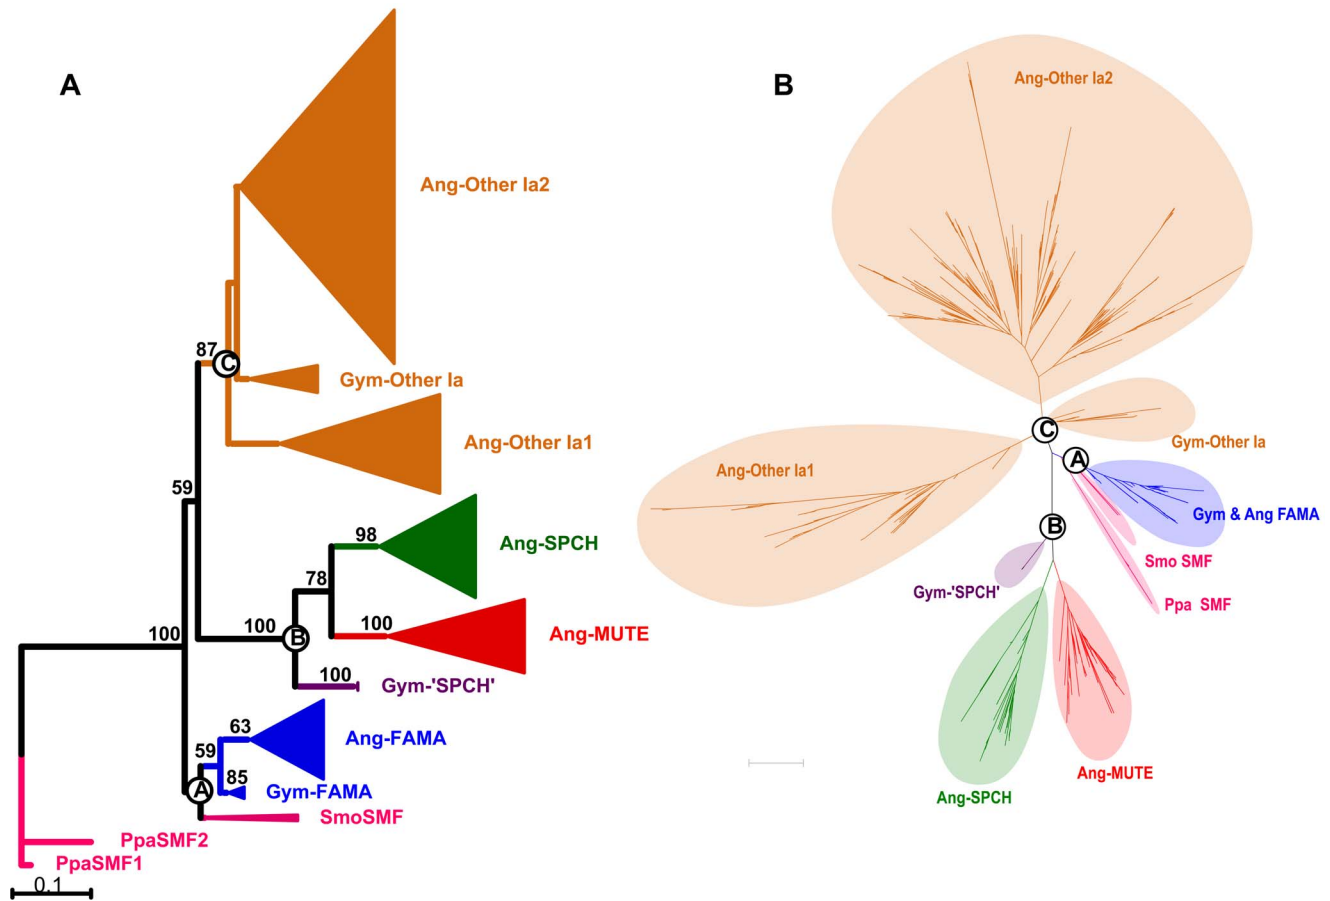 A
Ang-Other Ia2
87
C
Gym-Other Ia
Ang-Other Ia1
59
98
Ang-SPCH
78
100
Ang-MUTE
100
100
B
100
Gym-'SPCH'
63
Ang-FAMA
59
85
A
Gym-FAMA
SmoSMF
PpaSMF2
PpaSMF1
0.1
B
Ang-Other Ia2
C
Gym-Other Ia
A
Ang-Other Ia1
Gym & Ang FAMA
B
Smo SMF
Gym-'SPCH'
Ppa SMF
Ang-MUTE
Ang-SPCH